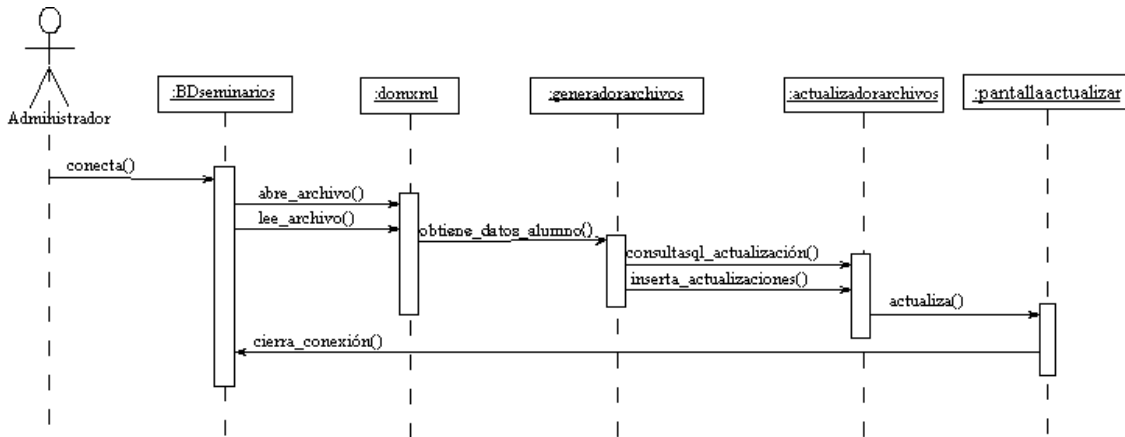 :BDseminarios
:domxml
:generadorarchivos
:actualizadorarchivos
:pantallaactualizar
Administrador
conecta()
abre_archivo()
lee_archivo()
obtiene_datos_alumno()
consultasql_actualización()
inserta_actualizaciones()
actualiza()
cierra_conexión()